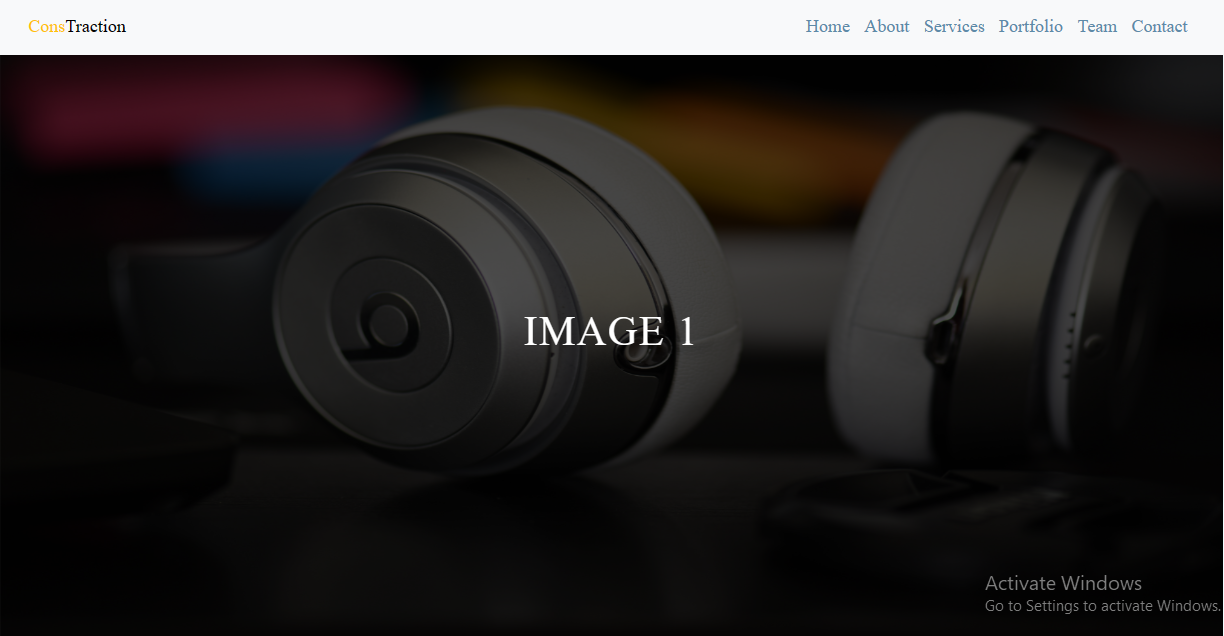 ConsTraction Home About Services Portfolio Team Contact
IMAGE 1
Activate Windows
Go to Settings to activate Windows.